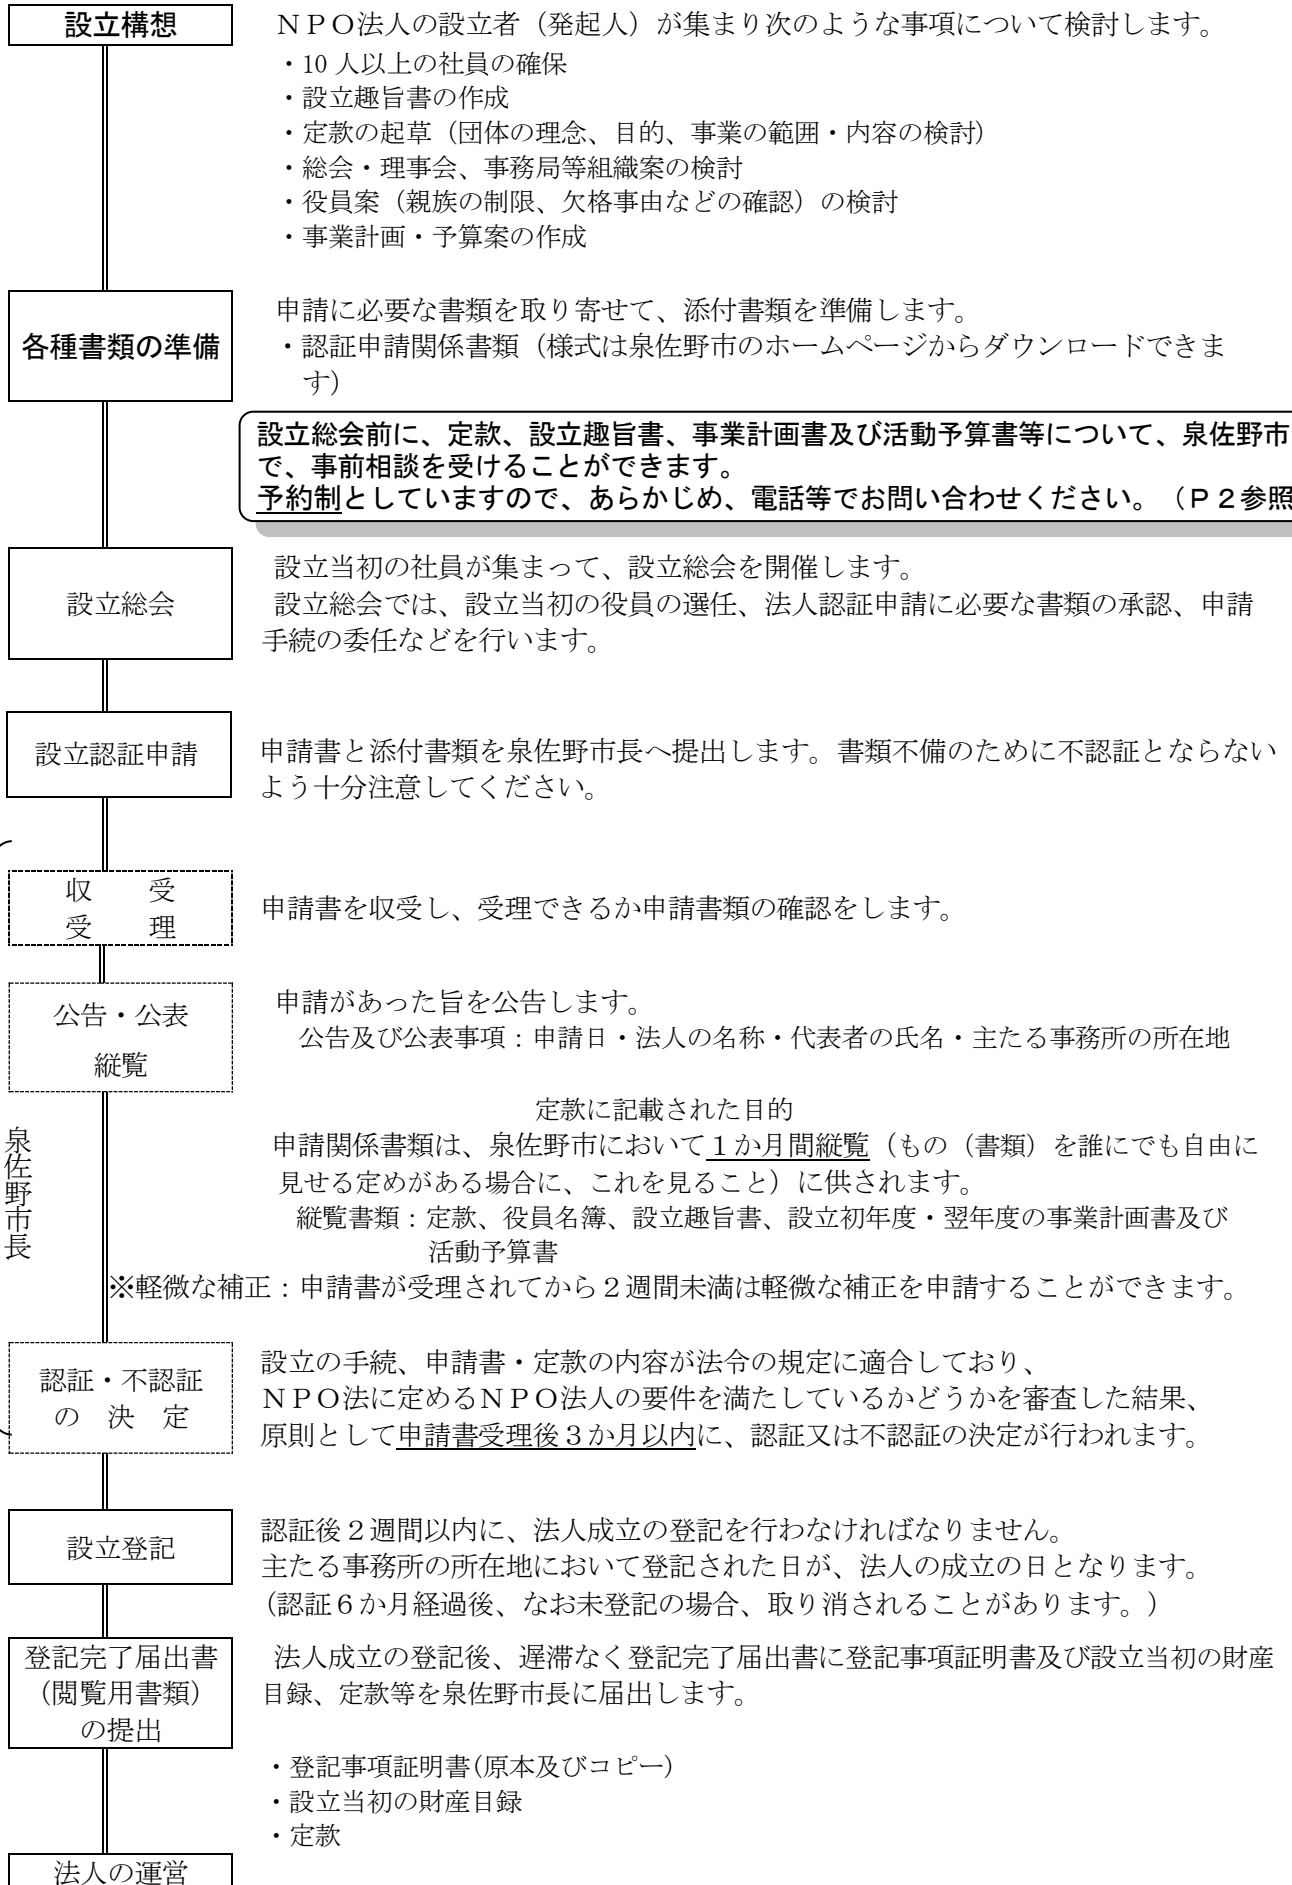 設立構想
ＮＰＯ法人の設立者（発起人）が集まり次のような事項について検討します。
・10 人以上の社員の確保
・設立趣旨書の作成
・定款の起草（団体の理念、目的、事業の範囲・内容の検討）
・総会・理事会、事務局等組織案の検討
・役員案（親族の制限、欠格事由などの確認）の検討
・事業計画・予算案の作成
各種書類の準備
申請に必要な書類を取り寄せて、添付書類を準備します。
・認証申請関係書類（様式は泉佐野市のホームページからダウンロードできま
す）
設立総会前に、定款、設立趣旨書、事業計画書及び活動予算書等について、泉佐野市
で、事前相談を受けることができます。
予約制としていますので、あらかじめ、電話等でお問い合わせください。（Ｐ２参照
設立総会
設立当初の社員が集まって、設立総会を開催します。
設立総会では、設立当初の役員の選任、法人認証申請に必要な書類の承認、申請
手続の委任などを行います。
設立認証申請
申請書と添付書類を泉佐野市長へ提出します。書類不備のために不認証とならない
よう十分注意してください。
収　　受
受　　理
申請書を収受し、受理できるか申請書類の確認をします。
公告・公表
縦覧
申請があった旨を公告します。
公告及び公表事項：申請日・法人の名称・代表者の氏名・主たる事務所の所在地
定款に記載された目的
申請関係書類は、泉佐野市において１か月間縦覧（もの（書類）を誰にでも自由に
見せる定めがある場合に、これを見ること）に供されます。
縦覧書類：定款、役員名簿、設立趣旨書、設立初年度・翌年度の事業計画書及び
活動予算書
※軽微な補正：申請書が受理されてから２週間未満は軽微な補正を申請することができます。
泉佐野市長
認証・不認証
の　決　定
設立の手続、申請書・定款の内容が法令の規定に適合しており、
ＮＰＯ法に定めるＮＰＯ法人の要件を満たしているかどうかを審査した結果、
原則として申請書受理後３か月以内に、認証又は不認証の決定が行われます。
設立登記
認証後２週間以内に、法人成立の登記を行わなければなりません。
主たる事務所の所在地において登記された日が、法人の成立の日となります。
（認証６か月経過後、なお未登記の場合、取り消されることがあります。）
登記完了届出書
（閲覧用書類）
の提出
法人成立の登記後、遅滞なく登記完了届出書に登記事項証明書及び設立当初の財産
目録、定款等を泉佐野市長に届出します。
・登記事項証明書(原本及びコピー)
・設立当初の財産目録
・定款
法人の運営